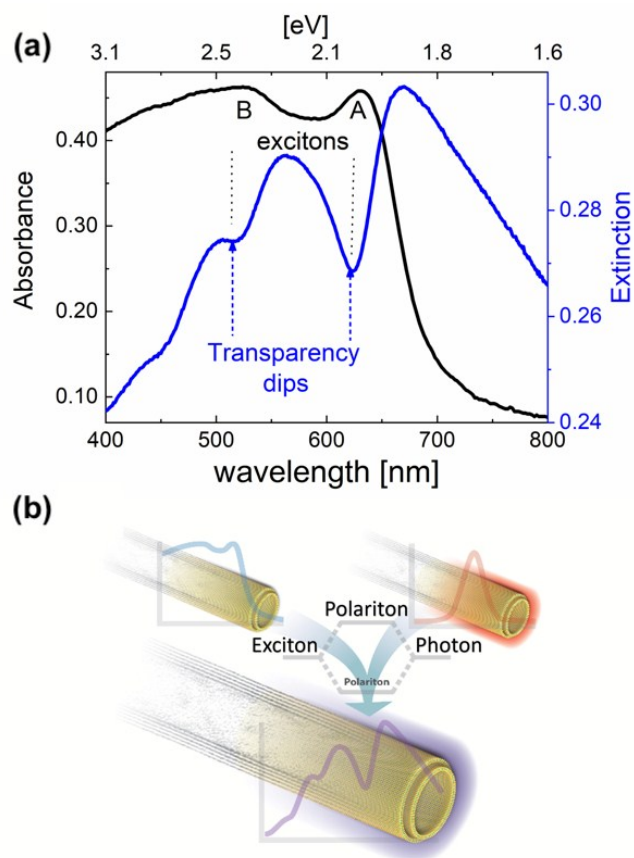 [eV]
(a)
3.1 2.5 2.1 1.8 1.6
B A
excitons
0.40
0.30
0.20
0.10
Absorbance
0.30
0.28
0.26
0.24
Extinction
Transparency
dips
400 500 600 700 800
wavelength [nm]
(b)
Polariton
Exciton Photon
Polariton